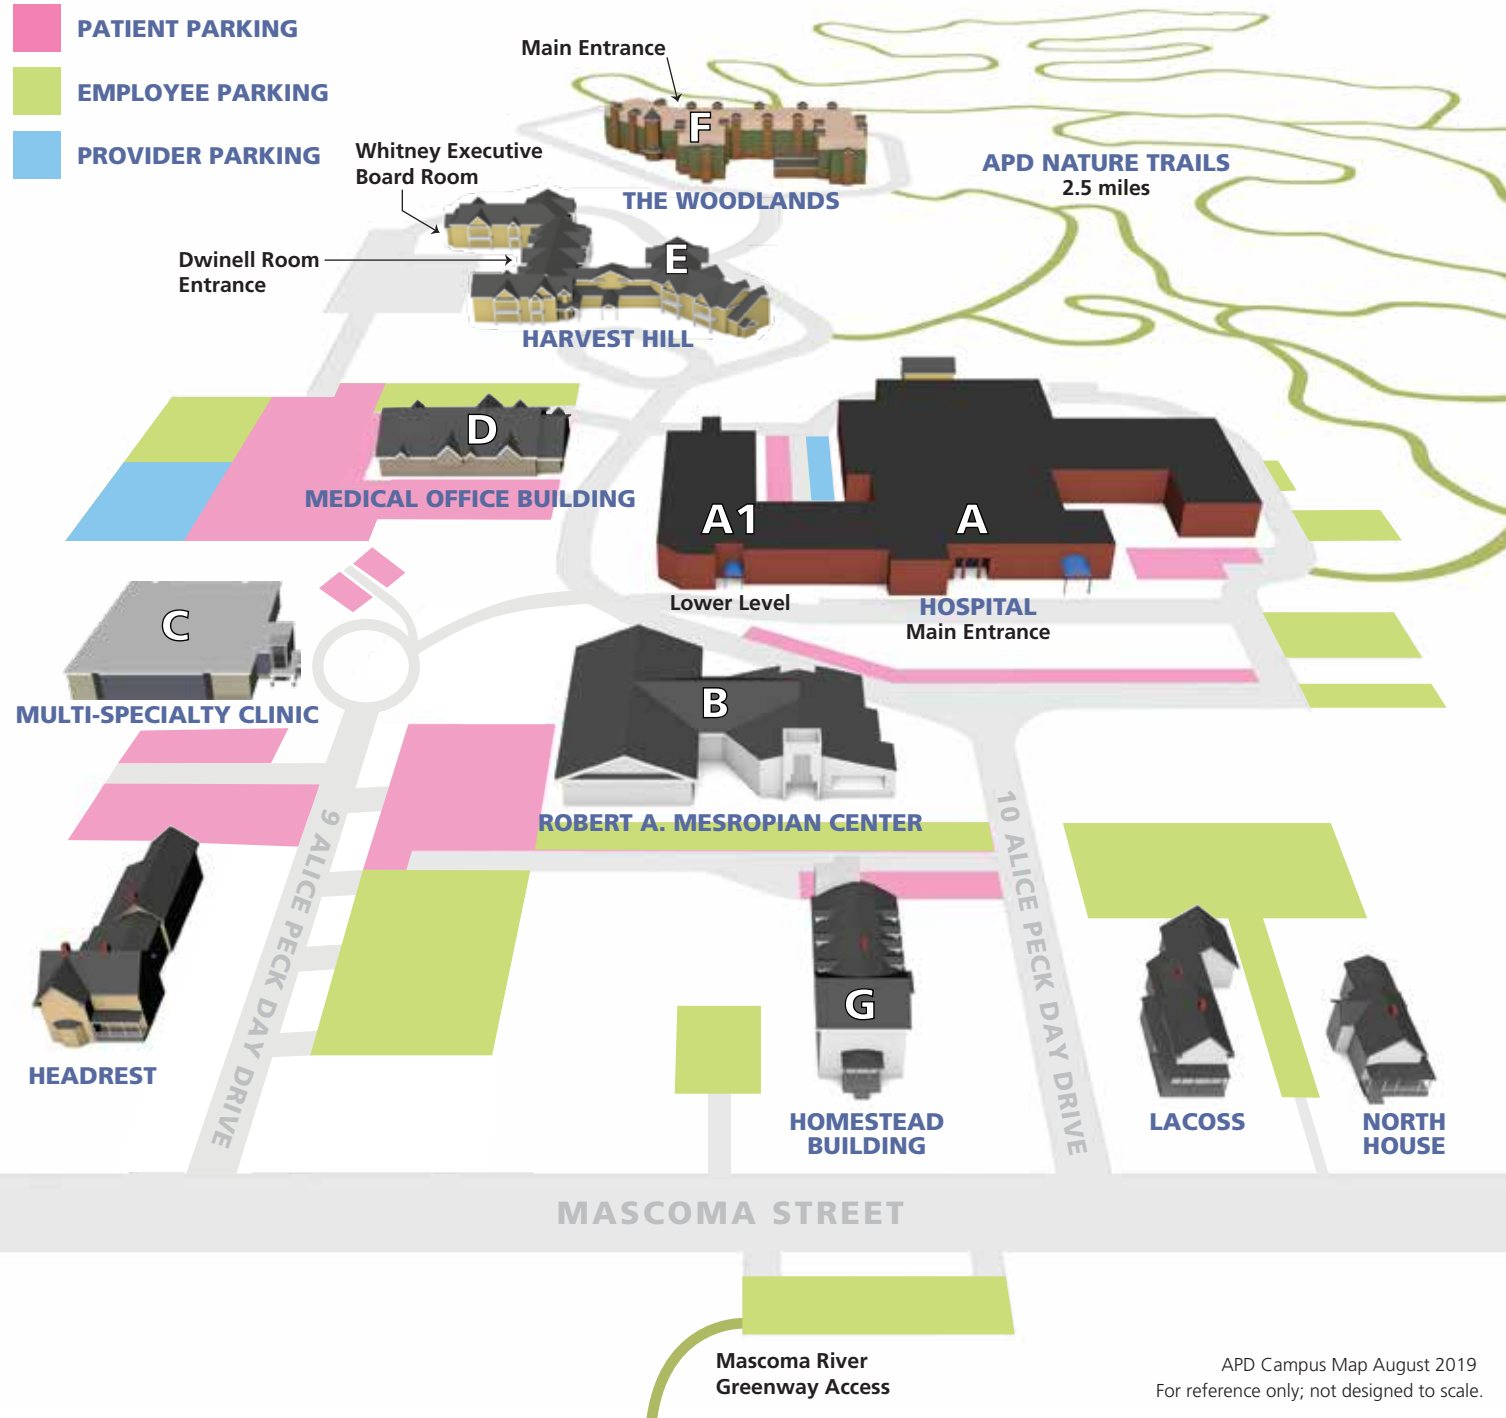 PATIENT PARKING
EMPLOYEE PARKING
PROVIDER PARKING
Main Entrance
F
THE WOODLANDS
APD NATURE TRAILS
2.5 miles
Whitney Executive
Board Room
Dwinell Room
Entrance
E
HARVEST HILL
D
MEDICAL OFFICE BUILDING
A1
A
Lower Level
HOSPITAL
Main Entrance
C
MULTI-SPECIALTY CLINIC
B
ROBERT A. MESROPIAN CENTER
9 ALICE PECK DAY DRIVE
10 ALICE PECK DAY DRIVE
HEADREST
G
HOMESTEAD
BUILDING
LACOSS
NORTH
HOUSE
MASCOMA STREET
Mascoma River
Greenway Access
APD Campus Map August 2019
For reference only; not designed to scale.